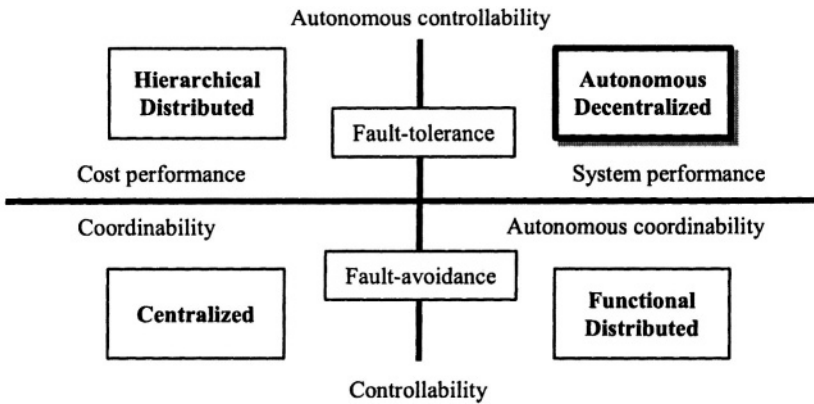 Autonomous controllability
Hierarchical
Distributed
Autonomous
Decentralized
Fault-tolerance
Cost performance
System performance
Coordinability
Autonomous coordinability
Fault-avoidance
Centralized
Functional
Distributed
Controllability